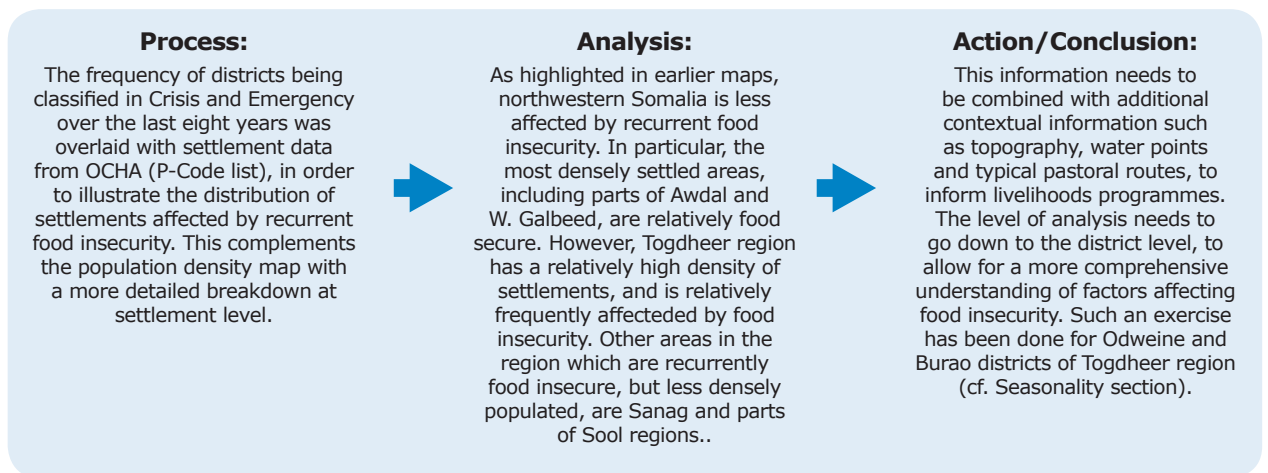 Process:
The frequency of districts being
classified in Crisis and Emergency
over the last eight years was
overlaid with settlement data
from OCHA (P-Code list), in order
to illustrate the distribution of
settlements affected by recurrent
food insecurity. This complements
the population density map with
a more detailed breakdown at
settlement level.
Analysis:
As highlighted in earlier maps,
northwestern Somalia is less
affected by recurrent food
insecurity. In particular, the
most densely settled areas,
including parts of Awdal and
W. Galbeed, are relatively food
secure. However, Togdheer region
has a relatively high density of
settlements, and is relatively
frequently affecteded by food
insecurity. Other areas in the
region which are recurrently
food insecure, but less densely
populated, are Sanag and parts
of Sool regions..
Action/Conclusion:
This information needs to
be combined with additional
contextual information such
as topography, water points
and typical pastoral routes, to
inform livelihoods programmes.
The level of analysis needs to
go down to the district level, to
allow for a more comprehensive
understanding of factors affecting
food insecurity. Such an exercise
has been done for Odweine and
Burao districts of Togdheer region
(cf. Seasonality section).